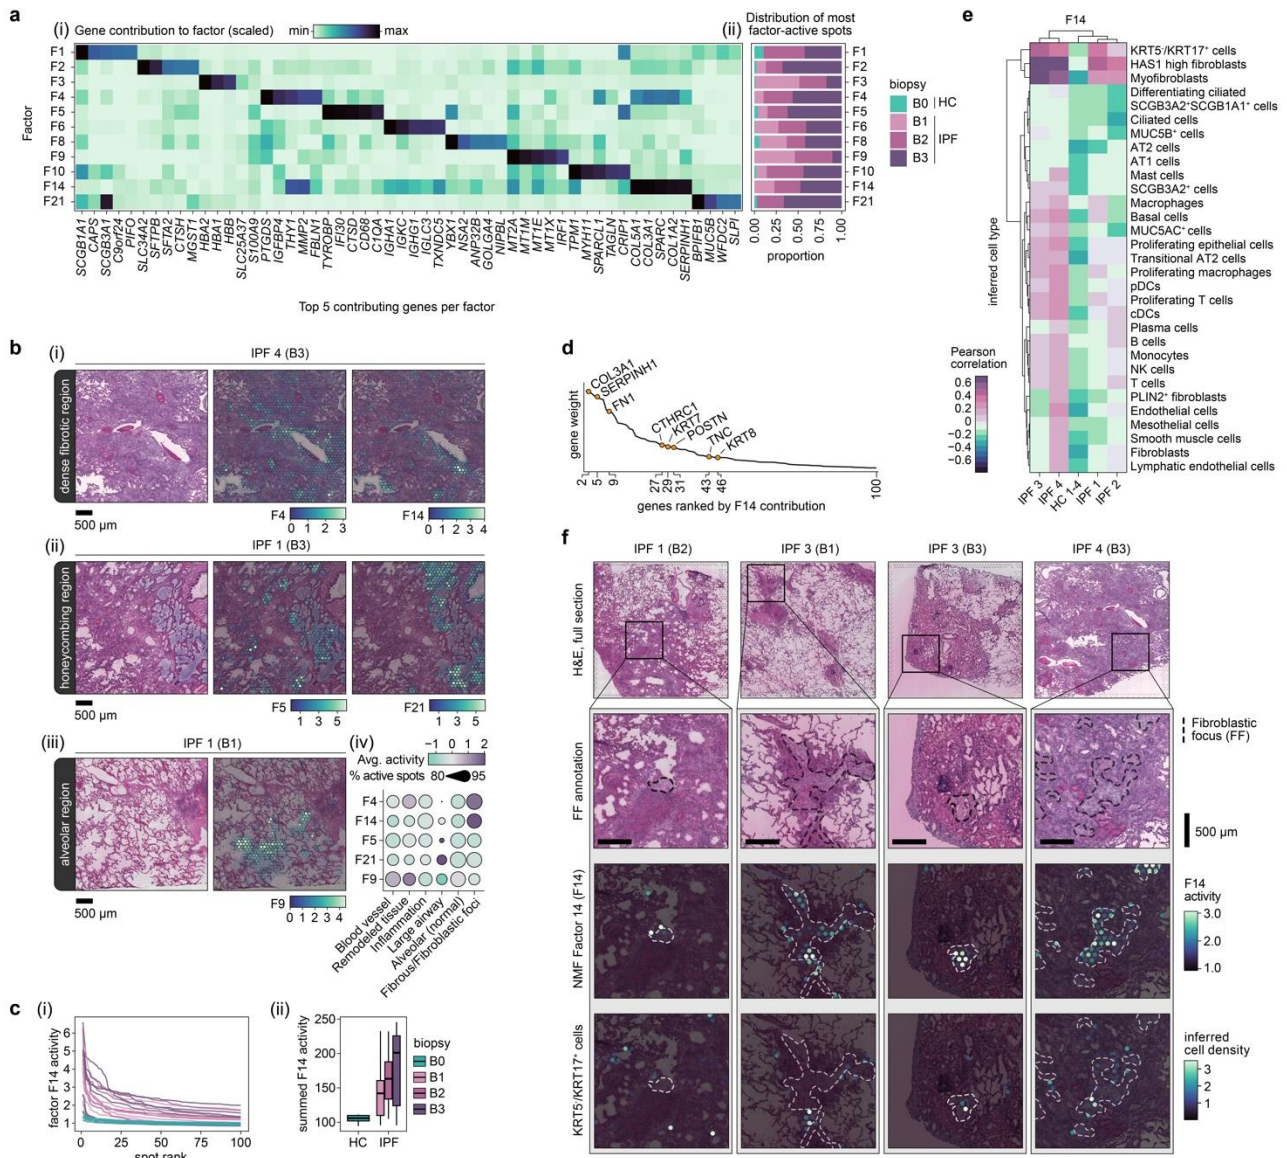 a
(i) Gene contribution to factor (scaled) min max
F1
F2
F3
F4
F5
F6
F8
F9
F10
F14
F21
Factor
SCGB1A1
CAPS
SCGB3A1
C9orf24
PIFO
SLC34A2
SFTPB
SFTA2
CTSH
MGST1
HBA2
HBA1
HBB
SLC25A37
S100A9
PTGDS
IGFBP4
THY1
MMP2
FBLN1
TYROBP
IFI30
CTSD
CD68
C1QA
IGHA1
IGKC
IGHG1
IGLC3
TXNDC5
YBX1
NSA2
ANP32B
GOLGA4
NIPBL
MT2A
MT1M
MT1E
MT1X
TPM1
MYH11
SPARCL1
TAGLN
CRIP1
COL5A1
COL3A1
SPARC
COL1A2
SERPINH1
BPIFB1
MUC5B
WFDC2
SLPI
Top 5 contributing genes per factor
(ii) Distribution of most
factor-active spots
F1
F2
F3
F4
F5
F6
F8
F9
F10
F14
F21
0.00
0.25
0.50
0.75
1.00
proportion
biopsy
B0 HC
B1
B2 IPF
B3
b
(i)
IPF 4 (B3)
dense fibrotic region
500 µm
F4
0 1 2 3
F14
0 1 2 3 4
(ii)
IPF 1 (B3)
honeycombing region
500 µm
F5
1 3 5
F21
1 3 5
(iii)
IPF 1 (B1)
alveolar region
500 µm
F9
0 1 2 3 4
(iv)
−1 0 1 2
Avg. activity
% active spots 80 95
F4
F14
F5
F21
F9
Blood vessel
Remodeled tissue
Inflammation
Large airway
Alveolar (normal)
Fibrous/Fibroblastic foci
c
(i)
factor F14 activity
6
5
4
3
2
1
0 25 50 75 100
spot rank
(ii)
summed F14 activity
250
200
150
100
HC IPF
biopsy
B0
B1
B2
B3
d
gene weight
COL3A1
SERPINH1
FN1
CTHRC1
KRT7
POSTN
TNC
KRT8
2
5
9
27
29
31
43
46
100
genes ranked by F14 contribution
e
F14
inferred cell type
KRT5-/KRT17+ cells
HAS1 high fibroblasts
Myofibroblasts
Differentiating ciliated
SCGB3A2+SCGB1A1+ cells
Ciliated cells
MUC5B+ cells
AT2 cells
AT1 cells
Mast cells
SCGB3A2+ cells
Macrophages
Basal cells
MUC5AC+ cells
Proliferating epithelial cells
Transitional AT2 cells
Proliferating macrophages
pDCs
Proliferating T cells
cDCs
Plasma cells
B cells
Monocytes
NK cells
T cells
PLIN2+ fibroblasts
Endothelial cells
Mesothelial cells
Smooth muscle cells
Fibroblasts
Lymphatic endothelial cells
IPF 3
IPF 4
HC 1-4
IPF 1
IPF 2
Pearson
correlation
0.6
0.4
0.2
0
−0.2
−0.4
−0.6
f
IPF 1 (B2)
IPF 3 (B1)
IPF 3 (B3)
IPF 4 (B3)
H&E, full section
FF annotation
NMF Factor 14 (F14)
KRT5-/KRT17+ cells
Fibroblastic
focus (FF)
500 µm
F14
activity
3.0
2.0
1.0
inferred
cell density
3
2
1